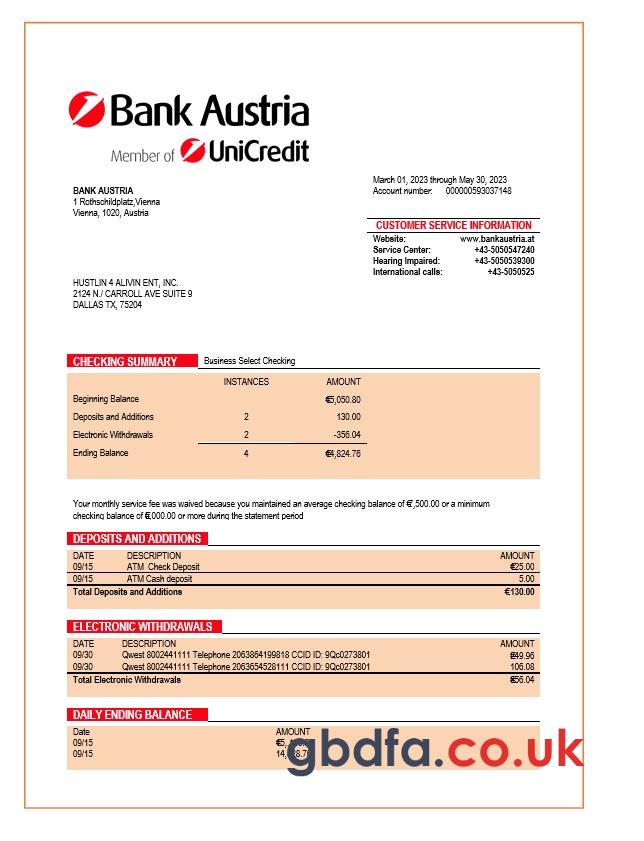 Bank Austria
Member of UniCredit
March 01, 2023 through May 30, 2023
Account number: 000000593037148
BANK AUSTRIA
1 Rothschildplatz,Vienna
Vienna, 1020, Austria
CUSTOMER SERVICE INFORMATION
Website: www.bankaustria.at
Service Center: +43-5050547240
Hearing Impaired: +43-5050539300
International calls: +43-5050525
HUSTLIN 4 ALIVIN ENT, INC.
2124 N./ CARROLL AVE SUITE 9
DALLAS TX, 75204
CHECKING SUMMARY Business Select Checking
INSTANCES AMOUNT
Beginning Balance €5,050.80
Deposits and Additions 2 130.00
Electronic Withdrawals 2 -356.04
Ending Balance 4 €4,824.76
Your monthly service fee was waived because you maintained an average checking balance of €7,500.00 or a minimum
checking balance of €,000.00 or more during the statement period
DEPOSITS AND ADDITIONS
DATE DESCRIPTION AMOUNT
09/15 ATM Check Deposit €25.00
09/15 ATM Cash deposit 5.00
Total Deposits and Additions €130.00
ELECTRONIC WITHDRAWALS
DATE DESCRIPTION AMOUNT
09/30 Qwest 8002441111 Telephone 2063864199818 CCID ID: 9Qc0273801 €49.96
09/30 Qwest 8002441111 Telephone 2063654528111 CCID ID: 9Qc0273801 106.08
Total Electronic Withdrawals €56.04
DAILY ENDING BALANCE
Date AMOUNT
09/15
09/15
gbdfa.co.uk